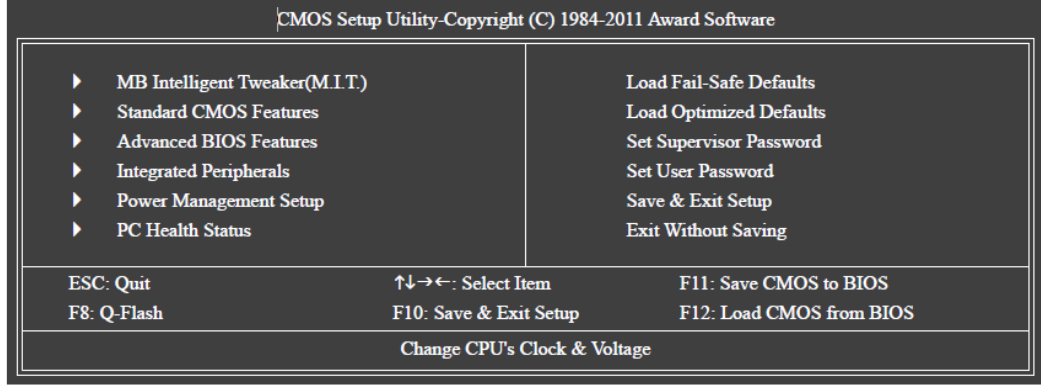 CMOS Setup Utility-Copyright (C) 1984-2011 Award Software
MB Intelligent Tweaker(M.I.T.)
Standard CMOS Features
Advanced BIOS Features
Integrated Peripherals
Power Management Setup
PC Health Status
Load Fail-Safe Defaults
Load Optimized Defaults
Set Supervisor Password
Set User Password
Save & Exit Setup
Exit Without Saving
ESC: Quit ↑↓→←: Select Item F11: Save CMOS to BIOS
F8: Q-Flash F10: Save & Exit Setup F12: Load CMOS from BIOS
Change CPU's Clock & Voltage